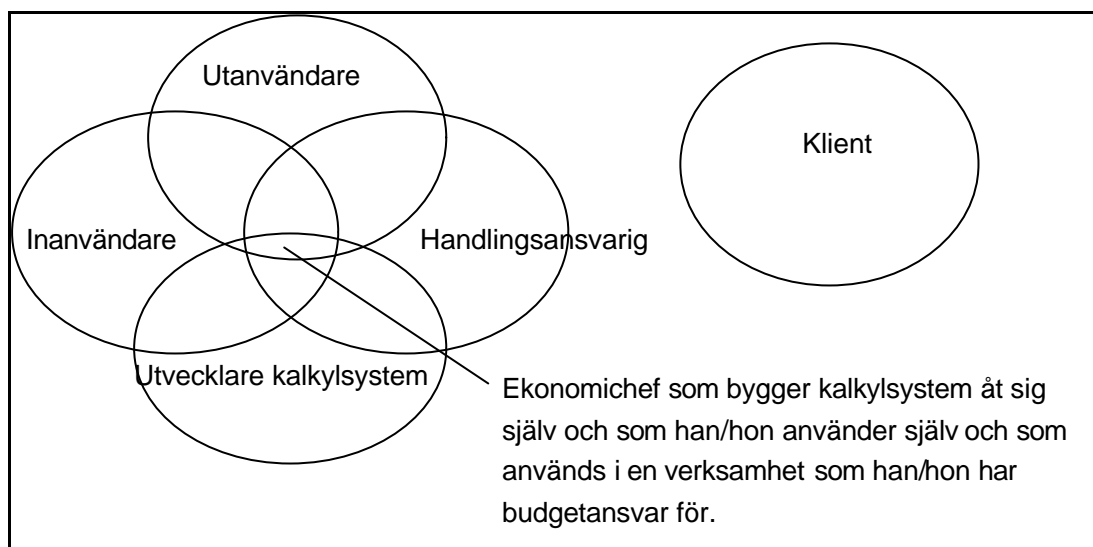 Utanvändare
Klient
Inanvändare
Handlingsansvarig
Utvecklare kalkylsystem
Ekonomichef som bygger kalkylsystem åt sig
själv och som han/hon använder själv och som
används i en verksamhet som han/hon har
budgetansvar för.